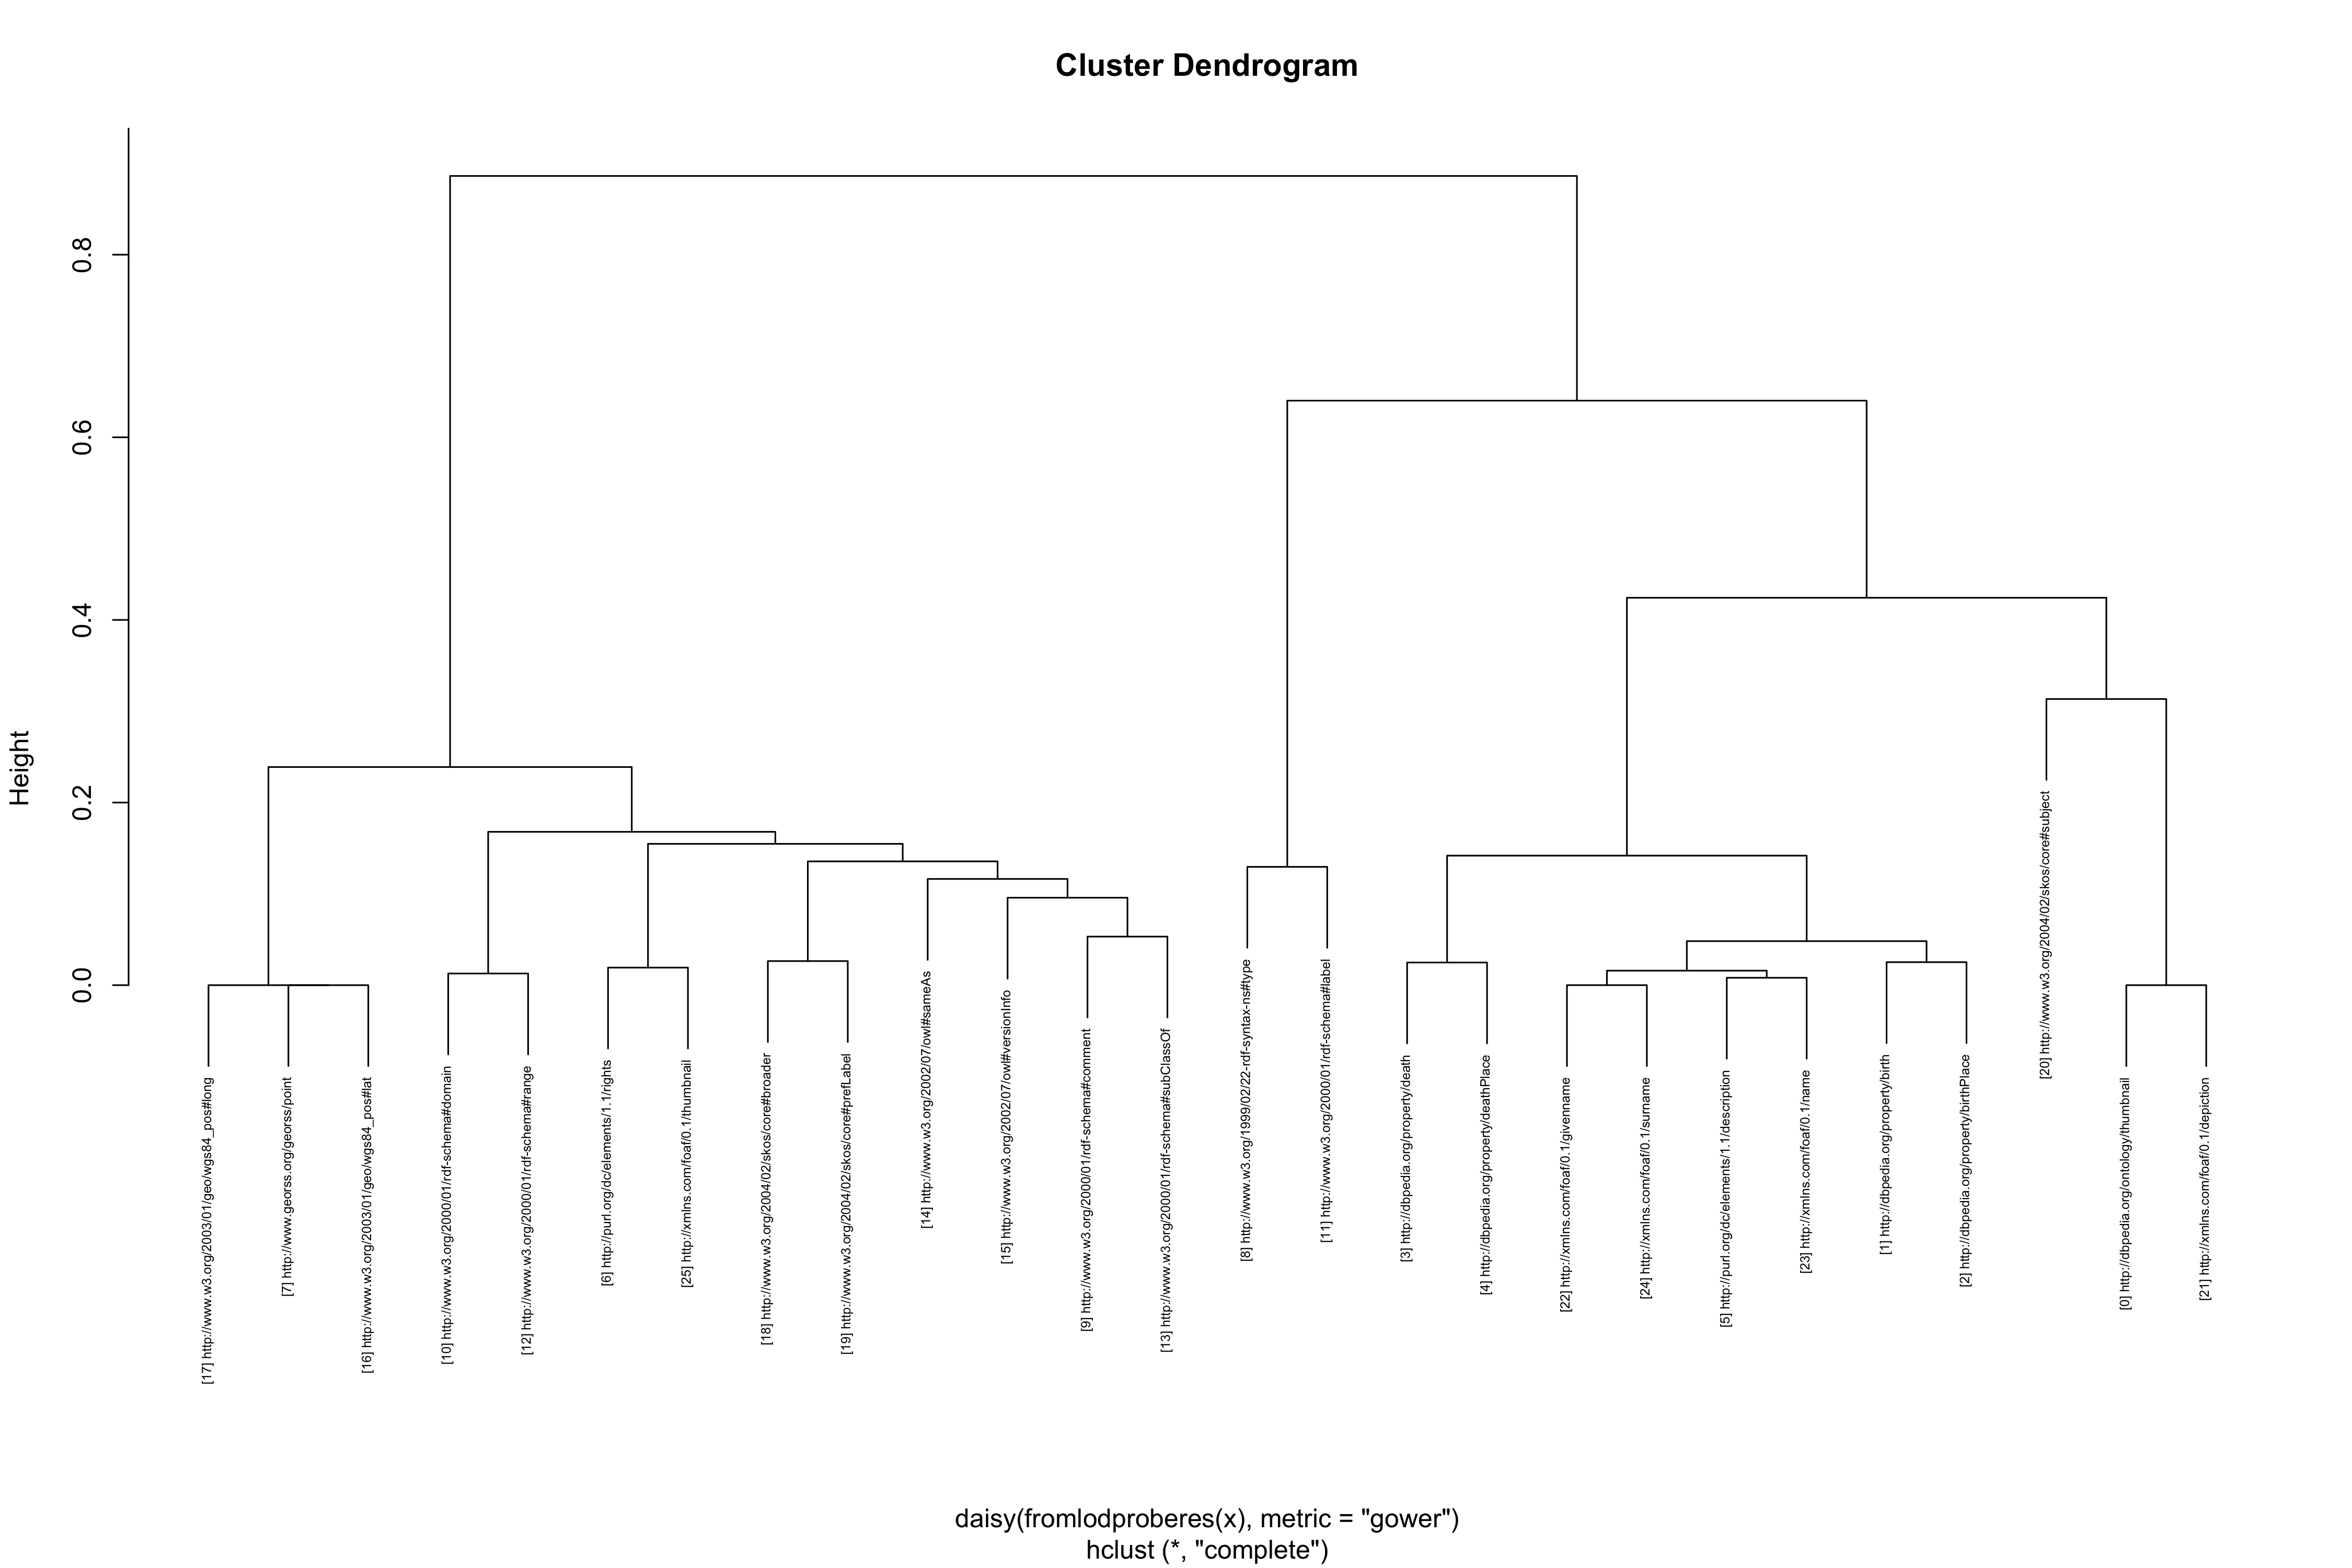 Cluster Dendrogram
Height
0.0
0.2
0.4
0.6
0.8
[17] http://www.w3.org/2003/01/geo/wgs84_pos#long
[7] http://www.georss.org/georss/point
[16] http://www.w3.org/2003/01/geo/wgs84_pos#lat
[10] http://www.w3.org/2000/01/rdf-schema#domain
[12] http://www.w3.org/2000/01/rdf-schema#range
[6] http://purl.org/dc/elements/1.1/rights
[25] http://xmlns.com/foaf/0.1/thumbnail
[18] http://www.w3.org/2004/02/skos/core#broader
[19] http://www.w3.org/2004/02/skos/core#prefLabel
[14] http://www.w3.org/2002/07/owl#sameAs
[15] http://www.w3.org/2002/07/owl#versionInfo
[9] http://www.w3.org/2000/01/rdf-schema#comment
[13] http://www.w3.org/2000/01/rdf-schema#subClassOf
[8] http://www.w3.org/1999/02/22-rdf-syntax-ns#type
[11] http://www.w3.org/2000/01/rdf-schema#label
[3] http://dbpedia.org/property/death
[4] http://dbpedia.org/property/deathPlace
[22] http://xmlns.com/foaf/0.1/givenname
[24] http://xmlns.com/foaf/0.1/surname
[5] http://purl.org/dc/elements/1.1/description
[23] http://xmlns.com/foaf/0.1/name
[1] http://dbpedia.org/property/birth
[2] http://dbpedia.org/property/birthPlace
[20] http://www.w3.org/2004/02/skos/core#subject
[0] http://dbpedia.org/ontology/thumbnail
[21] http://xmlns.com/foaf/0.1/depiction
daisy(fromlodproberes(x), metric = "gower")
hclust (*, "complete")